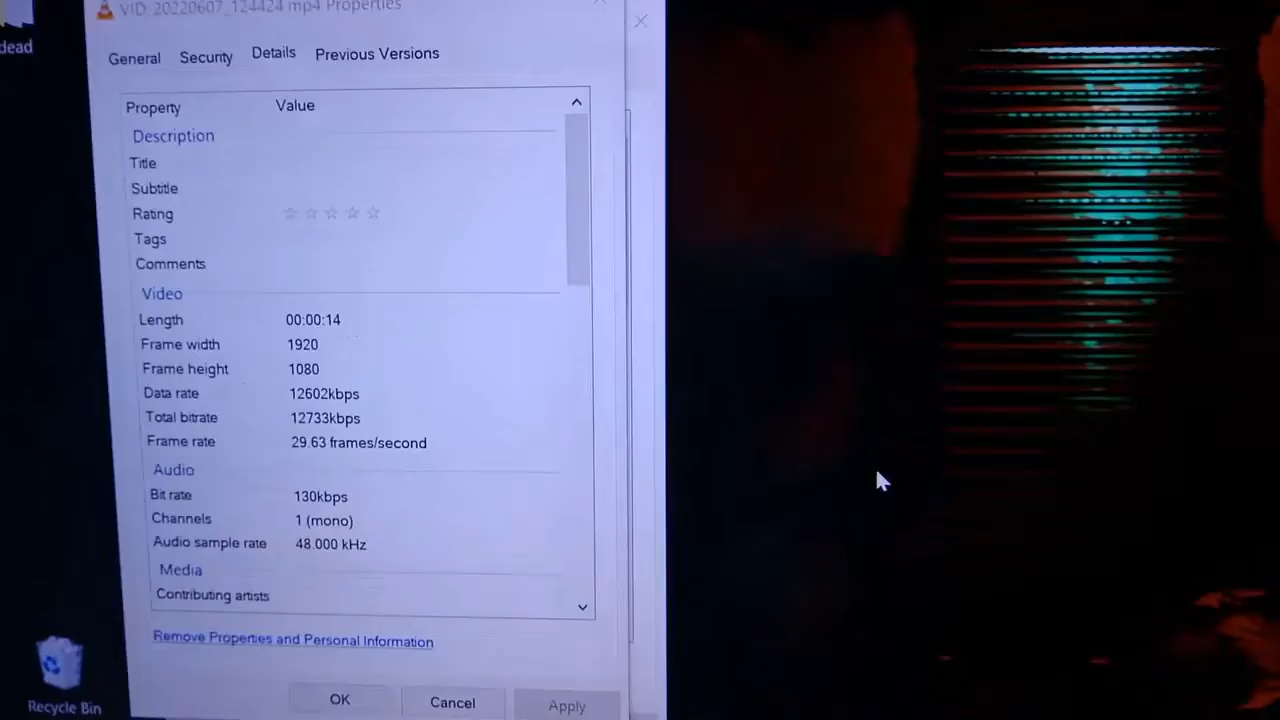 VID_20220607_124424.mp4 Properties
dead
General Security Details Previous Versions
Property Value
Description
Title
Subtitle
Rating
Tags
Comments
Video
Length 00:00:14
Frame width 1920
Frame height 1080
Data rate 12602kbps
Total bitrate 12733kbps
Frame rate 29.63 frames/second
Audio
Bit rate 130kbps
Channels 1 (mono)
Audio sample rate 48.000 kHz
Media
Contributing artists
Remove Properties and Personal Information
OK Cancel Apply
Recycle Bin